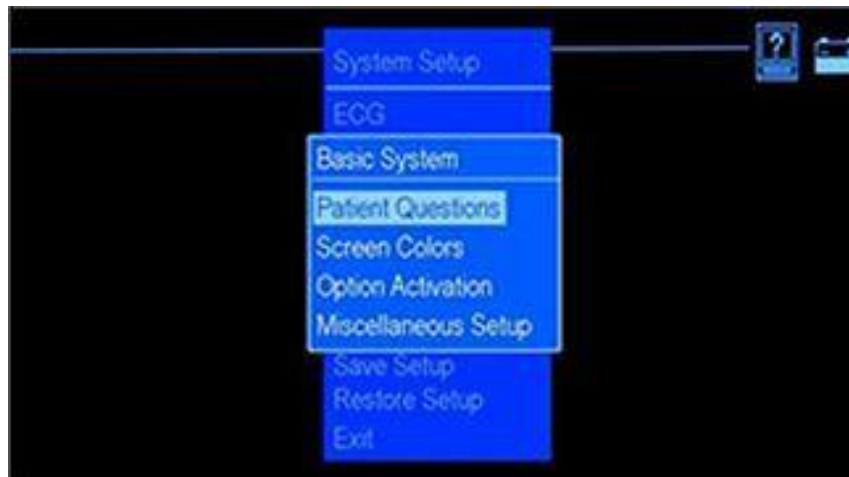 System Setup
ECG
Basic System
Patient Questions
Screen Colors
Option Activation
Miscellaneous Setup
Save Setup
Restore Setup
Exit
?